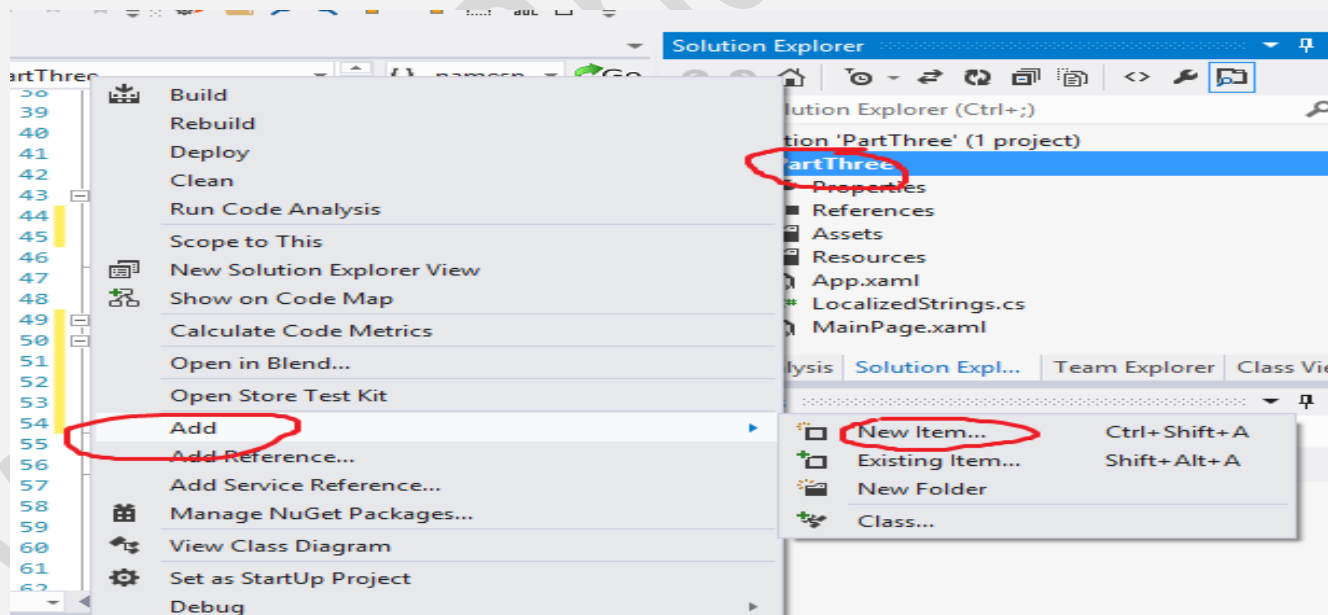 Solution Explorer
artThree
namesp
Go
lution Explorer (Ctrl+;)
tion 'PartThree' (1 project)
artThree
Properties
References
Assets
Resources
App.xaml
LocalizedStrings.cs
MainPage.xaml
lysis Solution Expl... Team Explorer Class Vie
38
39
40
41
42
43
44
45
46
47
48
49
50
51
52
53
54
55
56
57
58
59
60
61
62
Build
Rebuild
Deploy
Clean
Run Code Analysis
Scope to This
New Solution Explorer View
Show on Code Map
Calculate Code Metrics
Open in Blend...
Open Store Test Kit
Add
Add Reference...
Add Service Reference...
Manage NuGet Packages...
View Class Diagram
Set as StartUp Project
Debug
New Item... Ctrl+Shift+A
Existing Item... Shift+Alt+A
New Folder
Class...